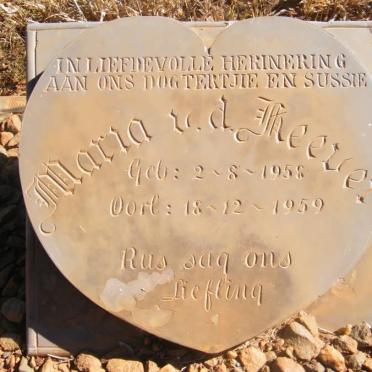 IN LIEFDEVOLLE HERINERING
AAN ONS DOGTERTJIE EN SUSSIE
Maria v.d. Heever
Geb: 2-8-1958
Oorl: 18-12-1959
Rus sag ons
Liefling